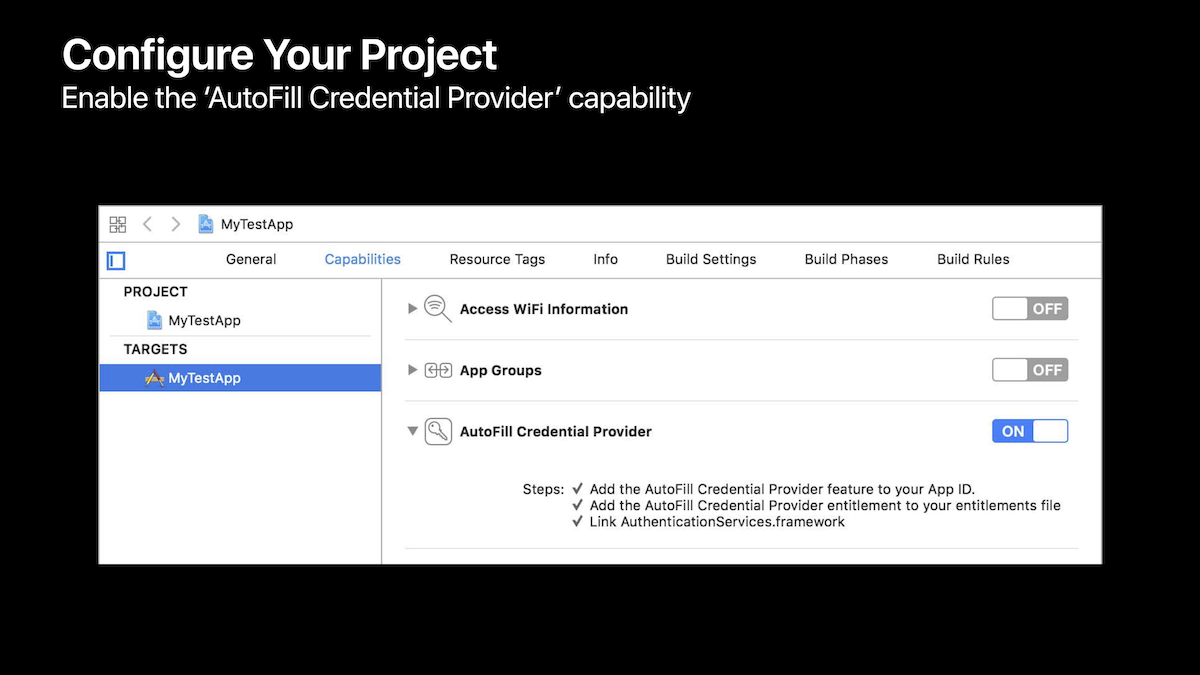 Configure Your Project
Enable the ‘AutoFill Credential Provider’ capability
MyTestApp
General Capabilities Resource Tags Info Build Settings Build Phases Build Rules
PROJECT
MyTestApp
TARGETS
MyTestApp
Access WiFi Information OFF
App Groups OFF
AutoFill Credential Provider ON
Steps: ✓ Add the AutoFill Credential Provider feature to your App ID.
✓ Add the AutoFill Credential Provider entitlement to your entitlements file
✓ Link AuthenticationServices.framework